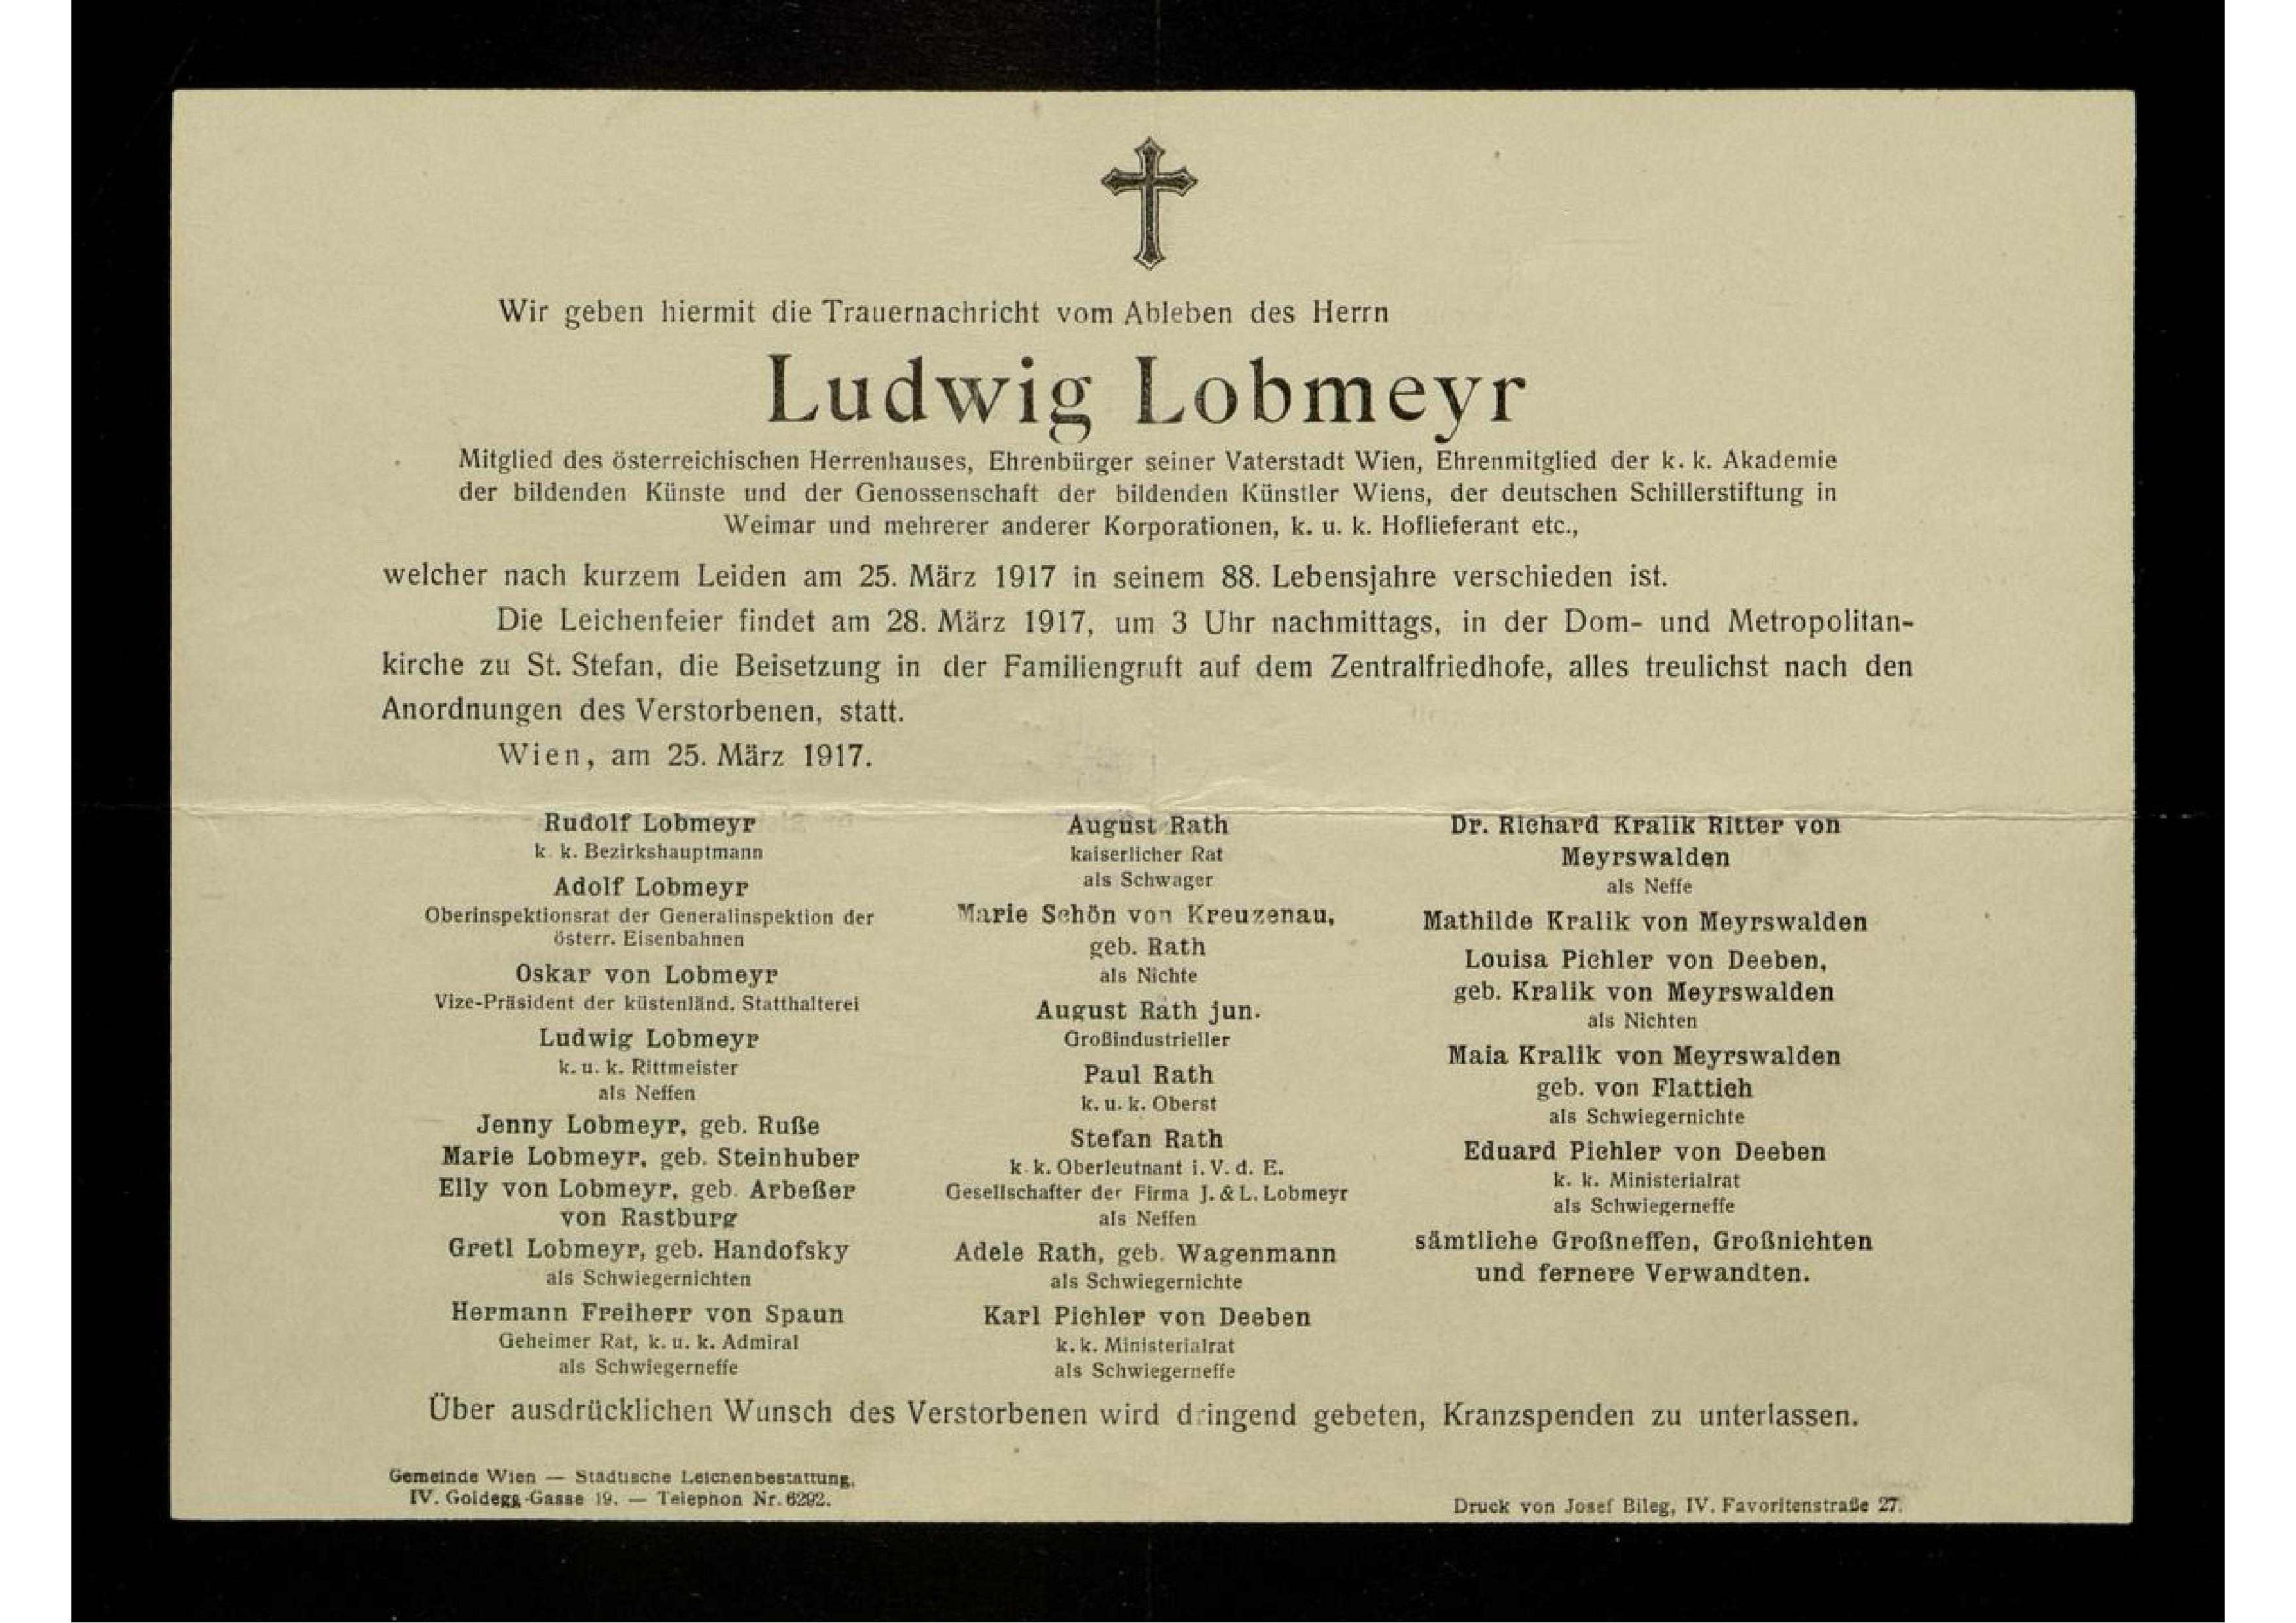 Wir geben hiermit die Trauernachricht vom Ableben des Herrn
Ludwig Lobmeyr
Mitglied des österreichischen Herrenhauses, Ehrenbürger seiner Vaterstadt Wien, Ehrenmitglied der k. k. Akademie
der bildenden Künste und der Genossenschaft der bildenden Künstler Wiens, der deutschen Schillerstiftung in
Weimar und mehrerer anderer Korporationen, k. u. k. Hoflieferant etc.,
welcher nach kurzem Leiden am 25. März 1917 in seinem 88. Lebensjahre verschieden ist.
Die Leichenfeier findet am 28. März 1917, um 3 Uhr nachmittags, in der Dom- und Metropolitan-
kirche zu St. Stefan, die Beisetzung in der Familiengruft auf dem Zentralfriedhofe, alles treulichst nach den
Anordnungen des Verstorbenen, statt.
Wien, am 25. März 1917.
Rudolf Lobmeyr
k. k. Bezirkshauptmann
Adolf Lobmeyr
Oberinspektionsrat der Generalinspektion der
österr. Eisenbahnen
Oskar von Lobmeyr
Vize-Präsident der küstenländ. Statthalterei
Ludwig Lobmeyr
k. u. k. Rittmeister
als Neffen
Jenny Lobmeyr, geb. Ruße
Marie Lobmeyr, geb. Steinhuber
Elly von Lobmeyr, geb. Arbeßer
von Rastburg
Gretl Lobmeyr, geb. Handofsky
als Schwiegernichten
Hermann Freiherr von Spaun
Geheimer Rat, k. u. k. Admiral
als Schwiegerneffe
August Rath
kaiserlicher Rat
als Schwager
Marie Schön von Kreuzenau,
geb. Rath
als Nichte
August Rath jun.
Großindustrieller
Paul Rath
k. u. k. Oberst
Stefan Rath
k. k. Oberleutnant i. V. d. E.
Gesellschafter der Firma J. & L. Lobmeyr
als Neffen
Adele Rath, geb. Wagenmann
als Schwiegernichte
Karl Pichler von Deeben
k. k. Ministerialrat
als Schwiegerneffe
Dr. Richard Kralik Ritter von
Meyrswalden
als Neffe
Mathilde Kralik von Meyrswalden
Louisa Pichler von Deeben,
geb. Kralik von Meyrswalden
als Nichten
Maia Kralik von Meyrswalden
geb. von Flattich
als Schwiegernichte
Eduard Pichler von Deeben
k. k. Ministerialrat
als Schwiegerneffe
sämtliche Großneffen, Großnichten
und fernere Verwandten.
Über ausdrücklichen Wunsch des Verstorbenen wird dringend gebeten, Kranzspenden zu unterlassen.
Gemeinde Wien — Städtische Leichenbestattung,
IV. Goldegg-Gasse 19. — Telephon Nr. 6292.
Druck von Josef Bileg, IV. Favoritenstraße 27.